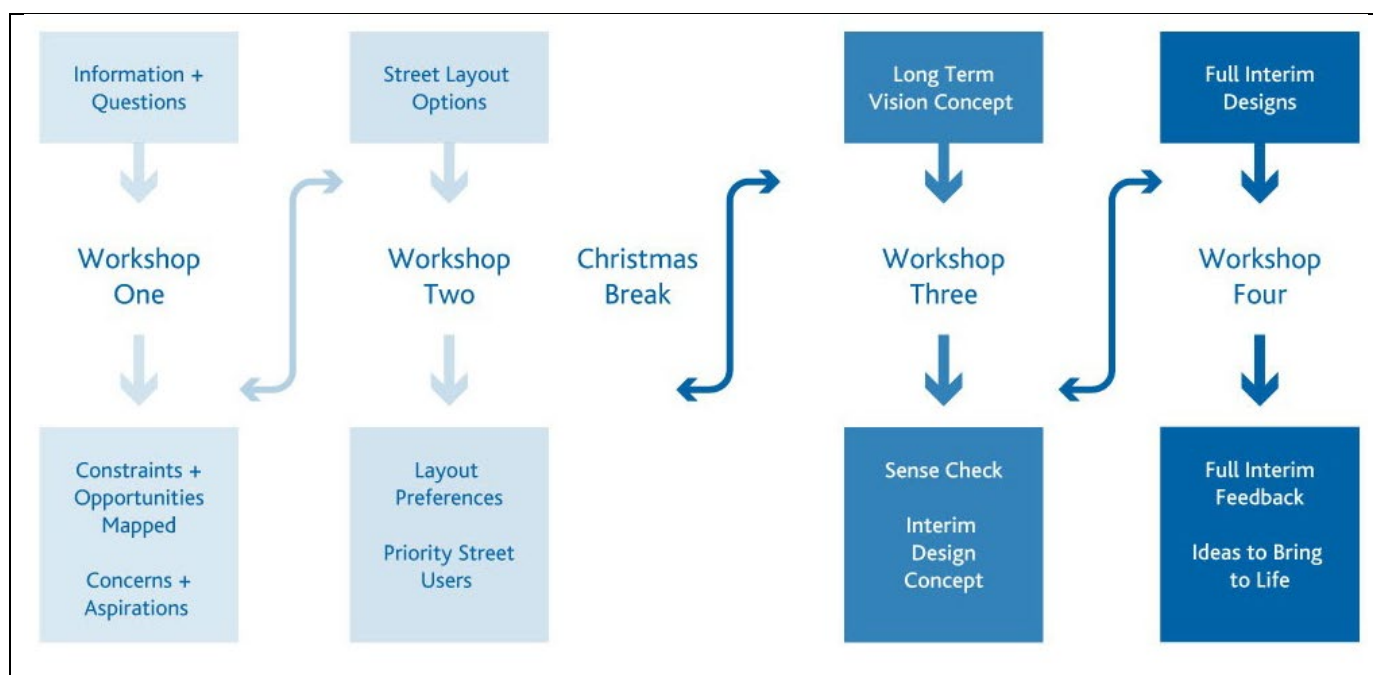 Information +
Questions
Workshop
One
Constraints +
Opportunities
Mapped
Concerns +
Aspirations
Street Layout
Options
Workshop
Two
Layout
Preferences
Priority Street
Users
Christmas
Break
Long Term
Vision Concept
Workshop
Three
Sense Check
Interim
Design
Concept
Full Interim
Designs
Workshop
Four
Full Interim
Feedback
Ideas to Bring
to Life